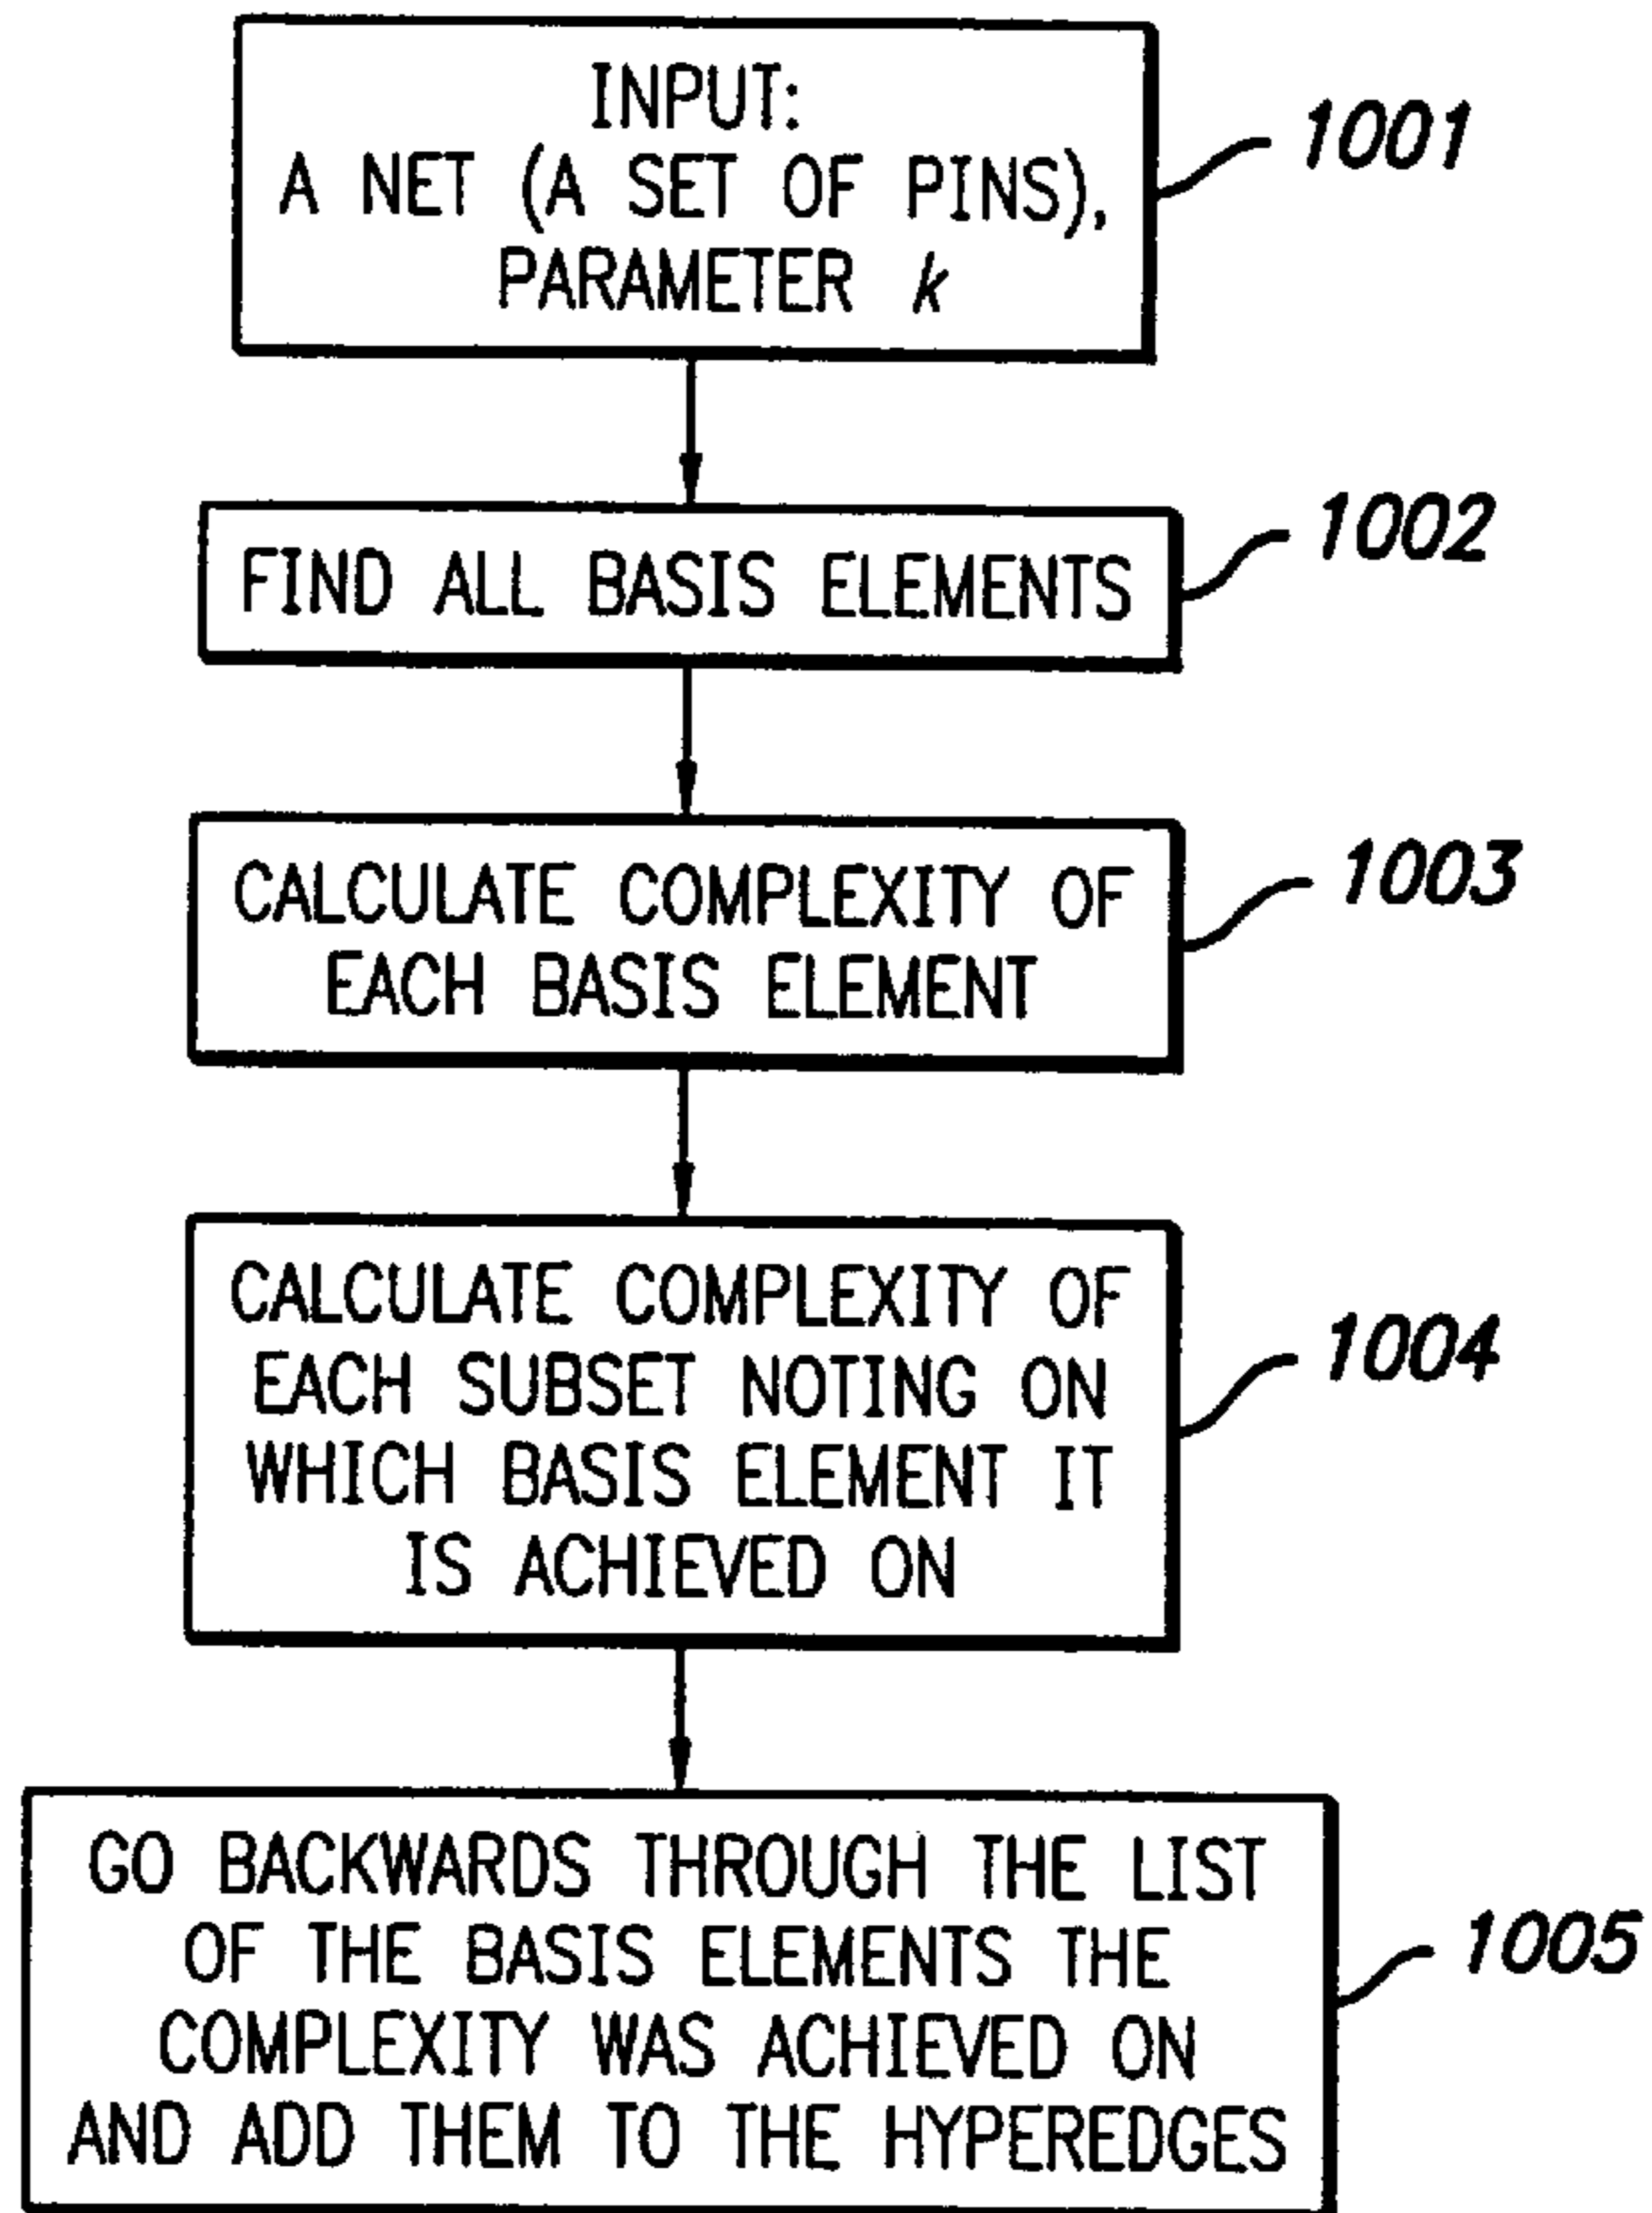 INPUT:
A NET (A SET OF PINS),
PARAMETER k
1001
FIND ALL BASIS ELEMENTS
1002
CALCULATE COMPLEXITY OF
EACH BASIS ELEMENT
1003
CALCULATE COMPLEXITY OF
EACH SUBSET NOTING ON
WHICH BASIS ELEMENT IT
IS ACHIEVED ON
1004
GO BACKWARDS THROUGH THE LIST
OF THE BASIS ELEMENTS THE
COMPLEXITY WAS ACHIEVED ON
AND ADD THEM TO THE HYPEREDGES
1005